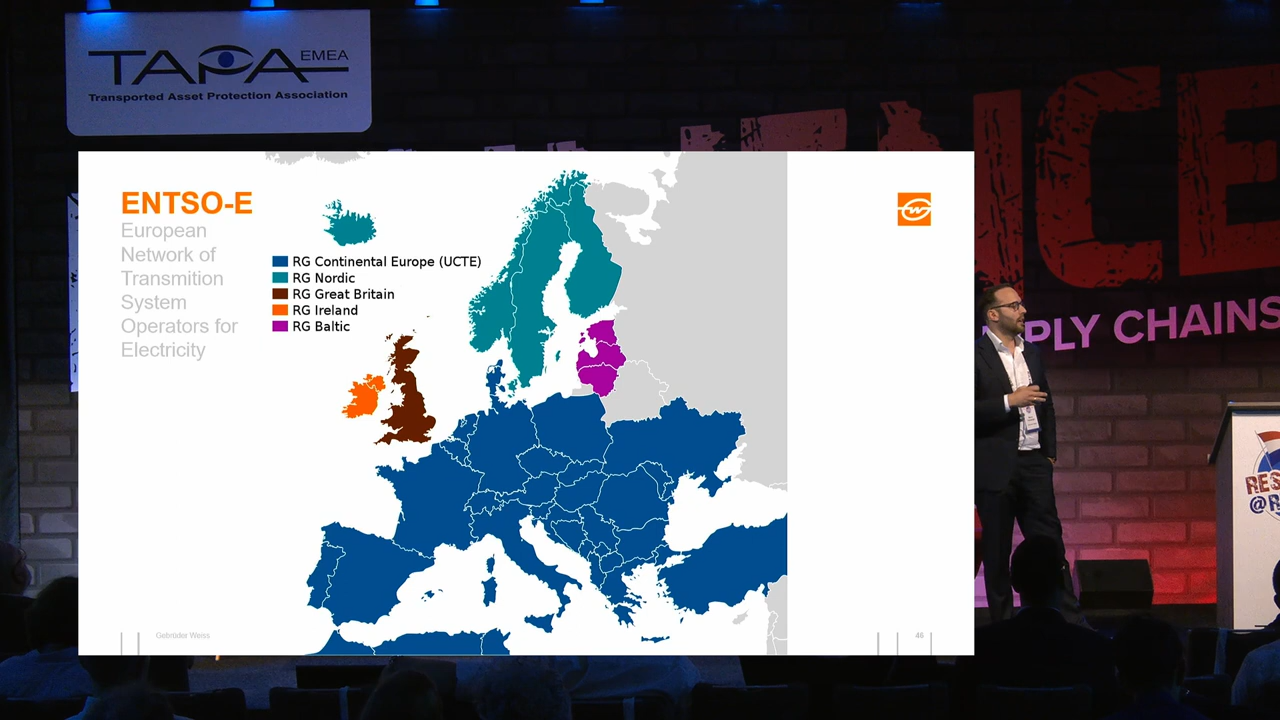 TAPA EMEA
Transported Asset Protection Association
ENTSO-E
European
Network of
Transmition
System
Operators for
Electricity
RG Continental Europe (UCTE)
RG Nordic
RG Great Britain
RG Ireland
RG Baltic
Gebrüder Weiss
46
PLY CHAINS